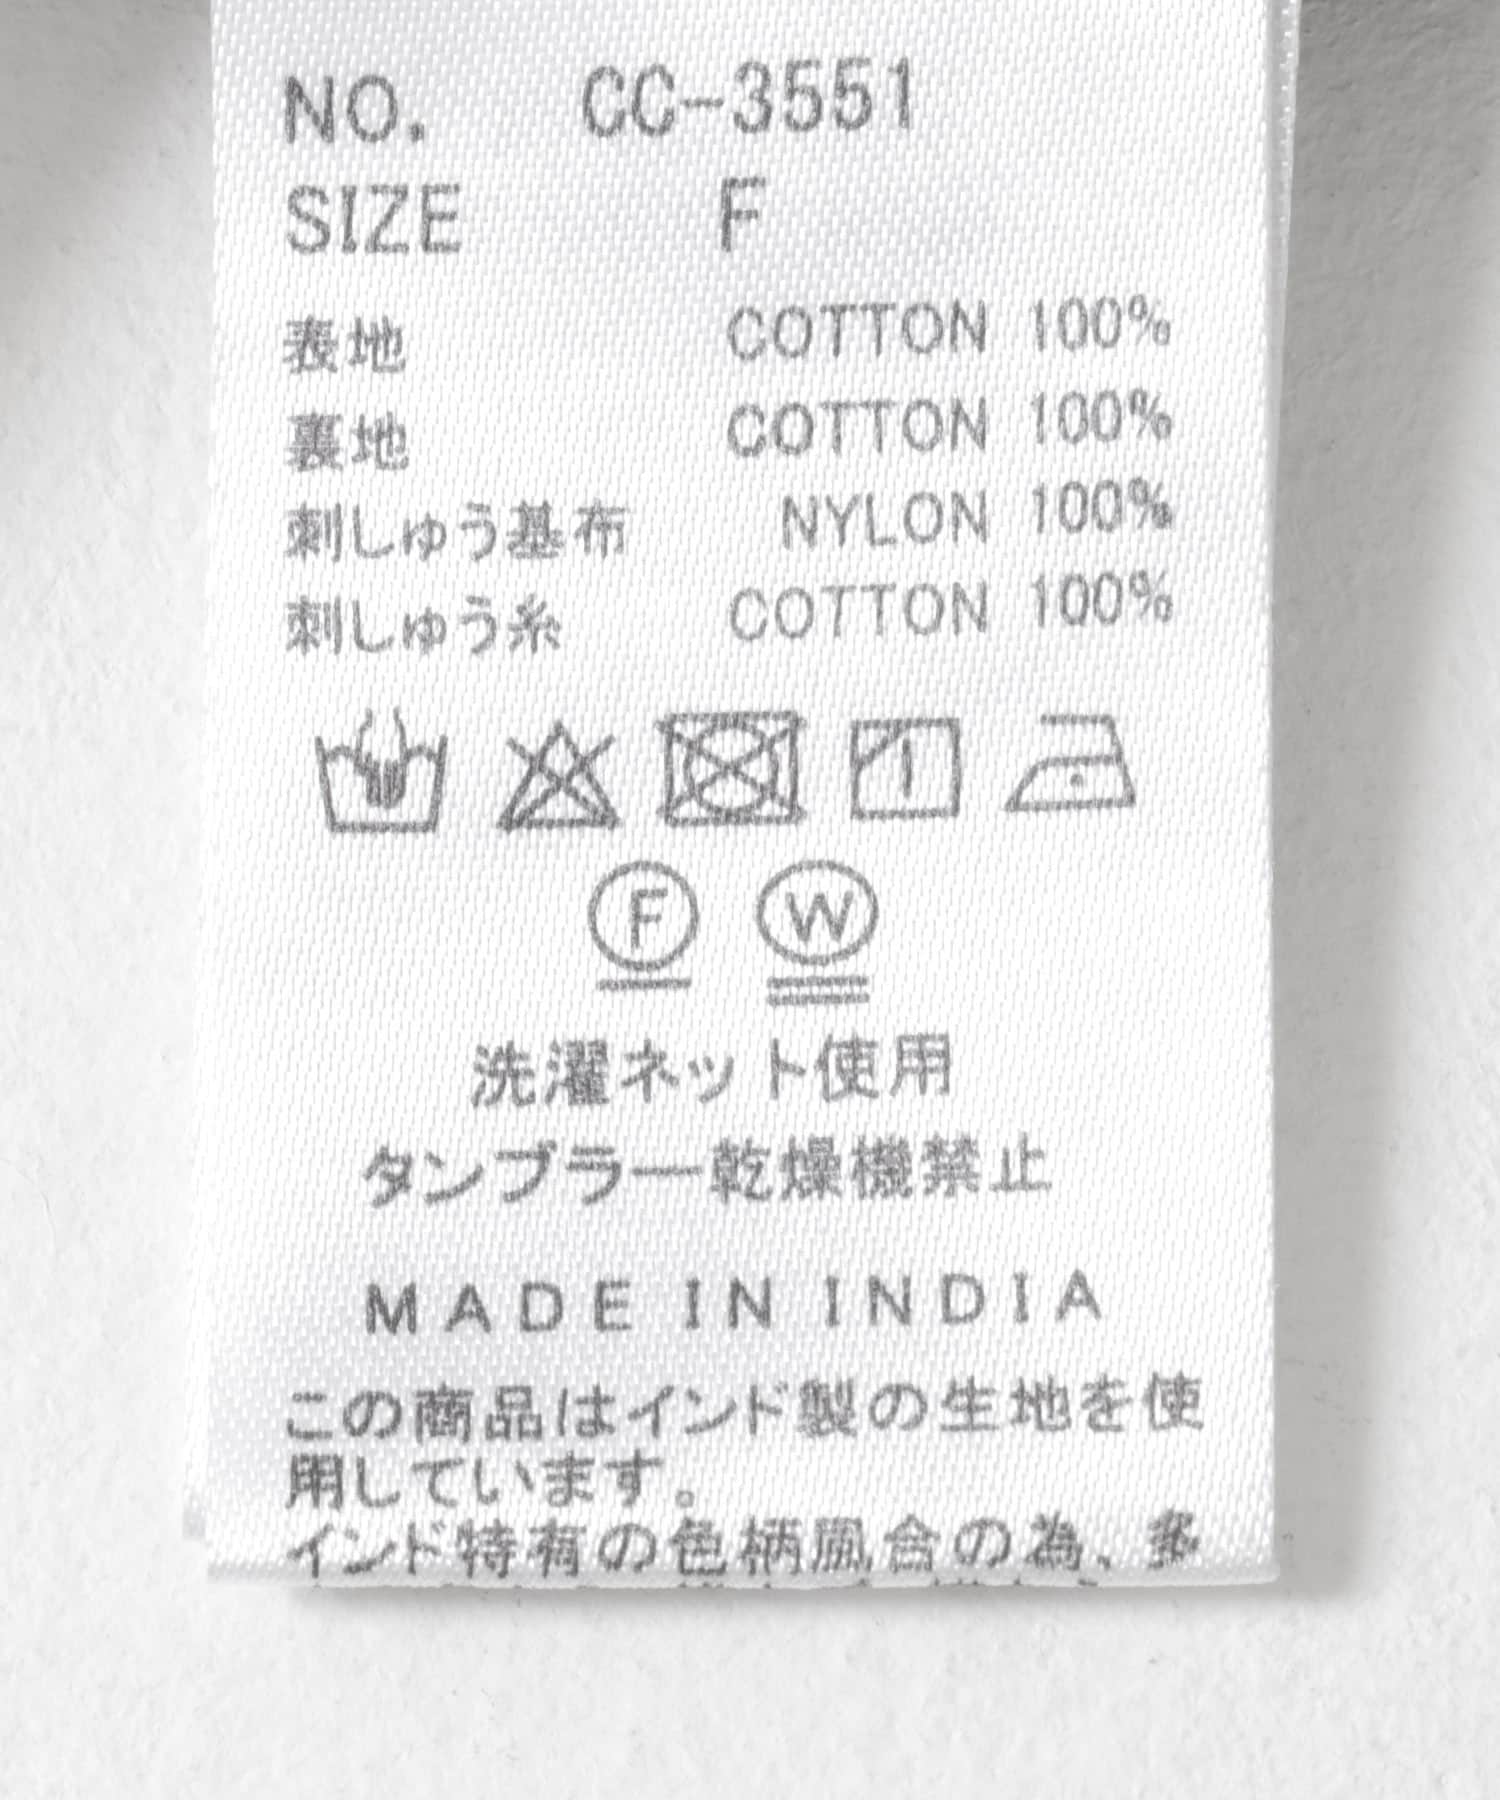 NO. CC-3551
SIZE F
表地 COTTON 100%
裏地 COTTON 100%
刺しゅう基布 NYLON 100%
刺しゅう糸 COTTON 100%
F W
洗濯ネット使用
タンブラー乾燥機禁止
MADE IN INDIA
この商品はインド製の生地を使
用しています。
インド特有の色柄風合の為、多